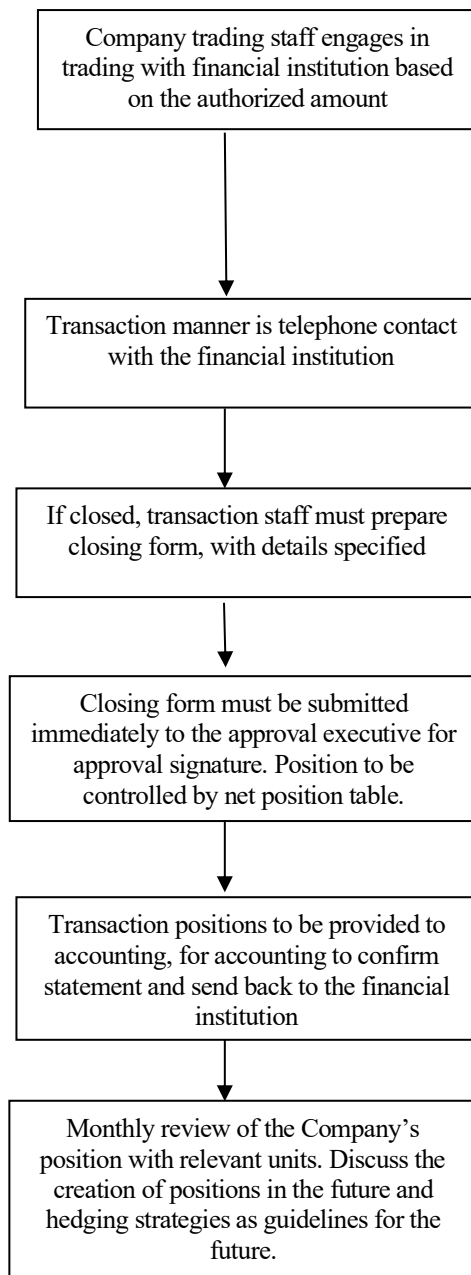 Company trading staff engages in
trading with financial institution based
on the authorized amount
Transaction manner is telephone contact
with the financial institution
If closed, transaction staff must prepare
closing form, with details specified
Closing form must be submitted
immediately to the approval executive for
approval signature. Position to be
controlled by net position table.
Transaction positions to be provided to
accounting, for accounting to confirm
statement and send back to the financial
institution
Monthly review of the Company’s
position with relevant units. Discuss the
creation of positions in the future and
hedging strategies as guidelines for the
future.